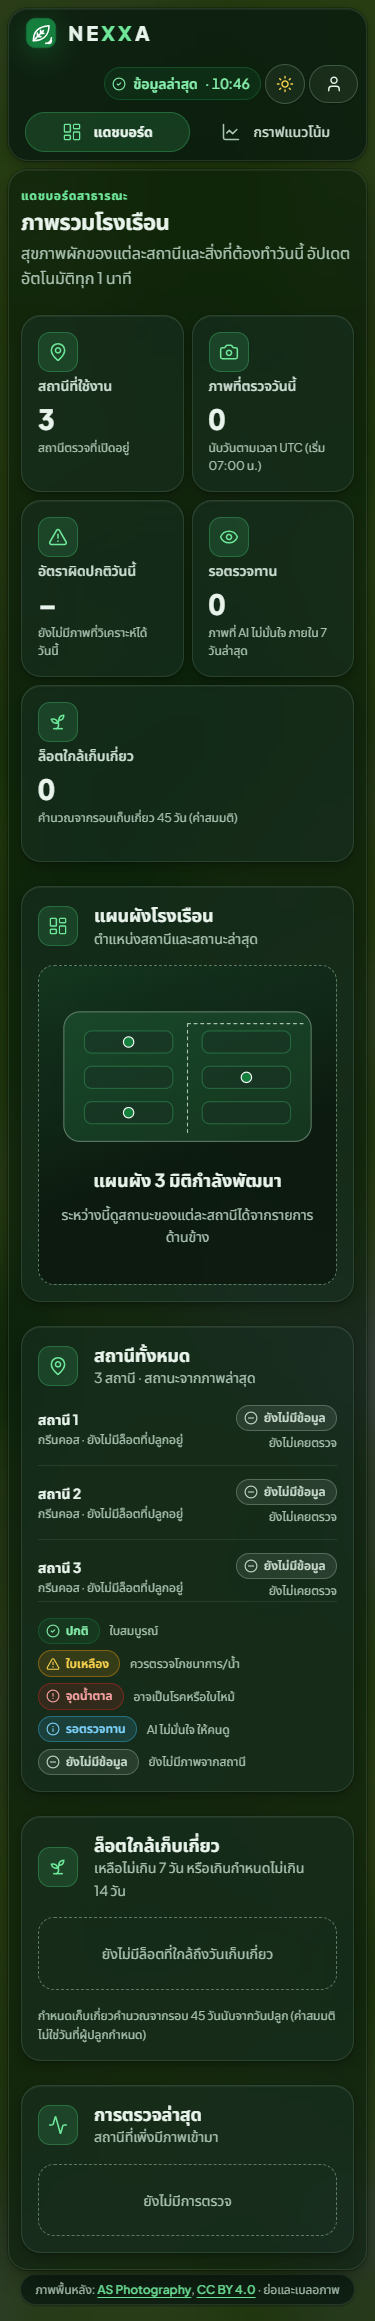 NEXXA
ข้อมูลล่าสุด · 10:46
แดชบอร์ด
กราฟแนวโน้ม
แดชบอร์ดสาธารณะ
ภาพรวมโรงเรือน
สุขภาพผักของแต่ละสถานีและสิ่งที่ต้องทำวันนี้ อัปเดต
อัตโนมัติทุก 1 นาที
สถานีที่ใช้งาน
3
สถานีตรวจที่เปิดอยู่
ภาพที่ตรวจวันนี้
0
นับวันตามเวลา UTC (เริ่ม
07:00 น.)
อัตราผิดปกติวันนี้
–
ยังไม่มีภาพที่วิเคราะห์ได้
วันนี้
รอตรวจทาน
0
ภาพที่ AI ไม่มั่นใจ ภายใน 7
วันล่าสุด
ล็อตใกล้เก็บเกี่ยว
0
คำนวณจากรอบเก็บเกี่ยว 45 วัน (ค่าสมมติ)
แผนผังโรงเรือน
ตำแหน่งสถานีและสถานะล่าสุด
แผนผัง 3 มิติกำลังพัฒนา
ระหว่างนี้ดูสถานะของแต่ละสถานีได้จากรายการ
ด้านข้าง
สถานีทั้งหมด
3 สถานี · สถานะจากภาพล่าสุด
สถานี 1
กรีนคอส · ยังไม่มีล็อตที่ปลูกอยู่
ยังไม่มีข้อมูล
ยังไม่เคยตรวจ
สถานี 2
กรีนคอส · ยังไม่มีล็อตที่ปลูกอยู่
ยังไม่มีข้อมูล
ยังไม่เคยตรวจ
สถานี 3
กรีนคอส · ยังไม่มีล็อตที่ปลูกอยู่
ยังไม่มีข้อมูล
ยังไม่เคยตรวจ
ปกติ ใบสมบูรณ์
ใบเหลือง ควรตรวจโภชนาการ/น้ำ
จุดน้ำตาล อาจเป็นโรคหรือใบไหม้
รอตรวจทาน AI ไม่มั่นใจ ให้คนดู
ยังไม่มีข้อมูล ยังไม่มีภาพจากสถานี
ล็อตใกล้เก็บเกี่ยว
เหลือไม่เกิน 7 วัน หรือเกินกำหนดไม่เกิน
14 วัน
ยังไม่มีล็อตที่ใกล้ถึงวันเก็บเกี่ยว
กำหนดเก็บเกี่ยวคำนวณจากรอบ 45 วันนับจากวันปลูก (ค่าสมมติ
ไม่ใช่วันที่ผู้ปลูกกำหนด)
การตรวจล่าสุด
สถานีที่เพิ่งมีภาพเข้ามา
ยังไม่มีการตรวจ
ภาพพื้นหลัง: AS Photography, CC BY 4.0 · ย่อและเบลอภาพ